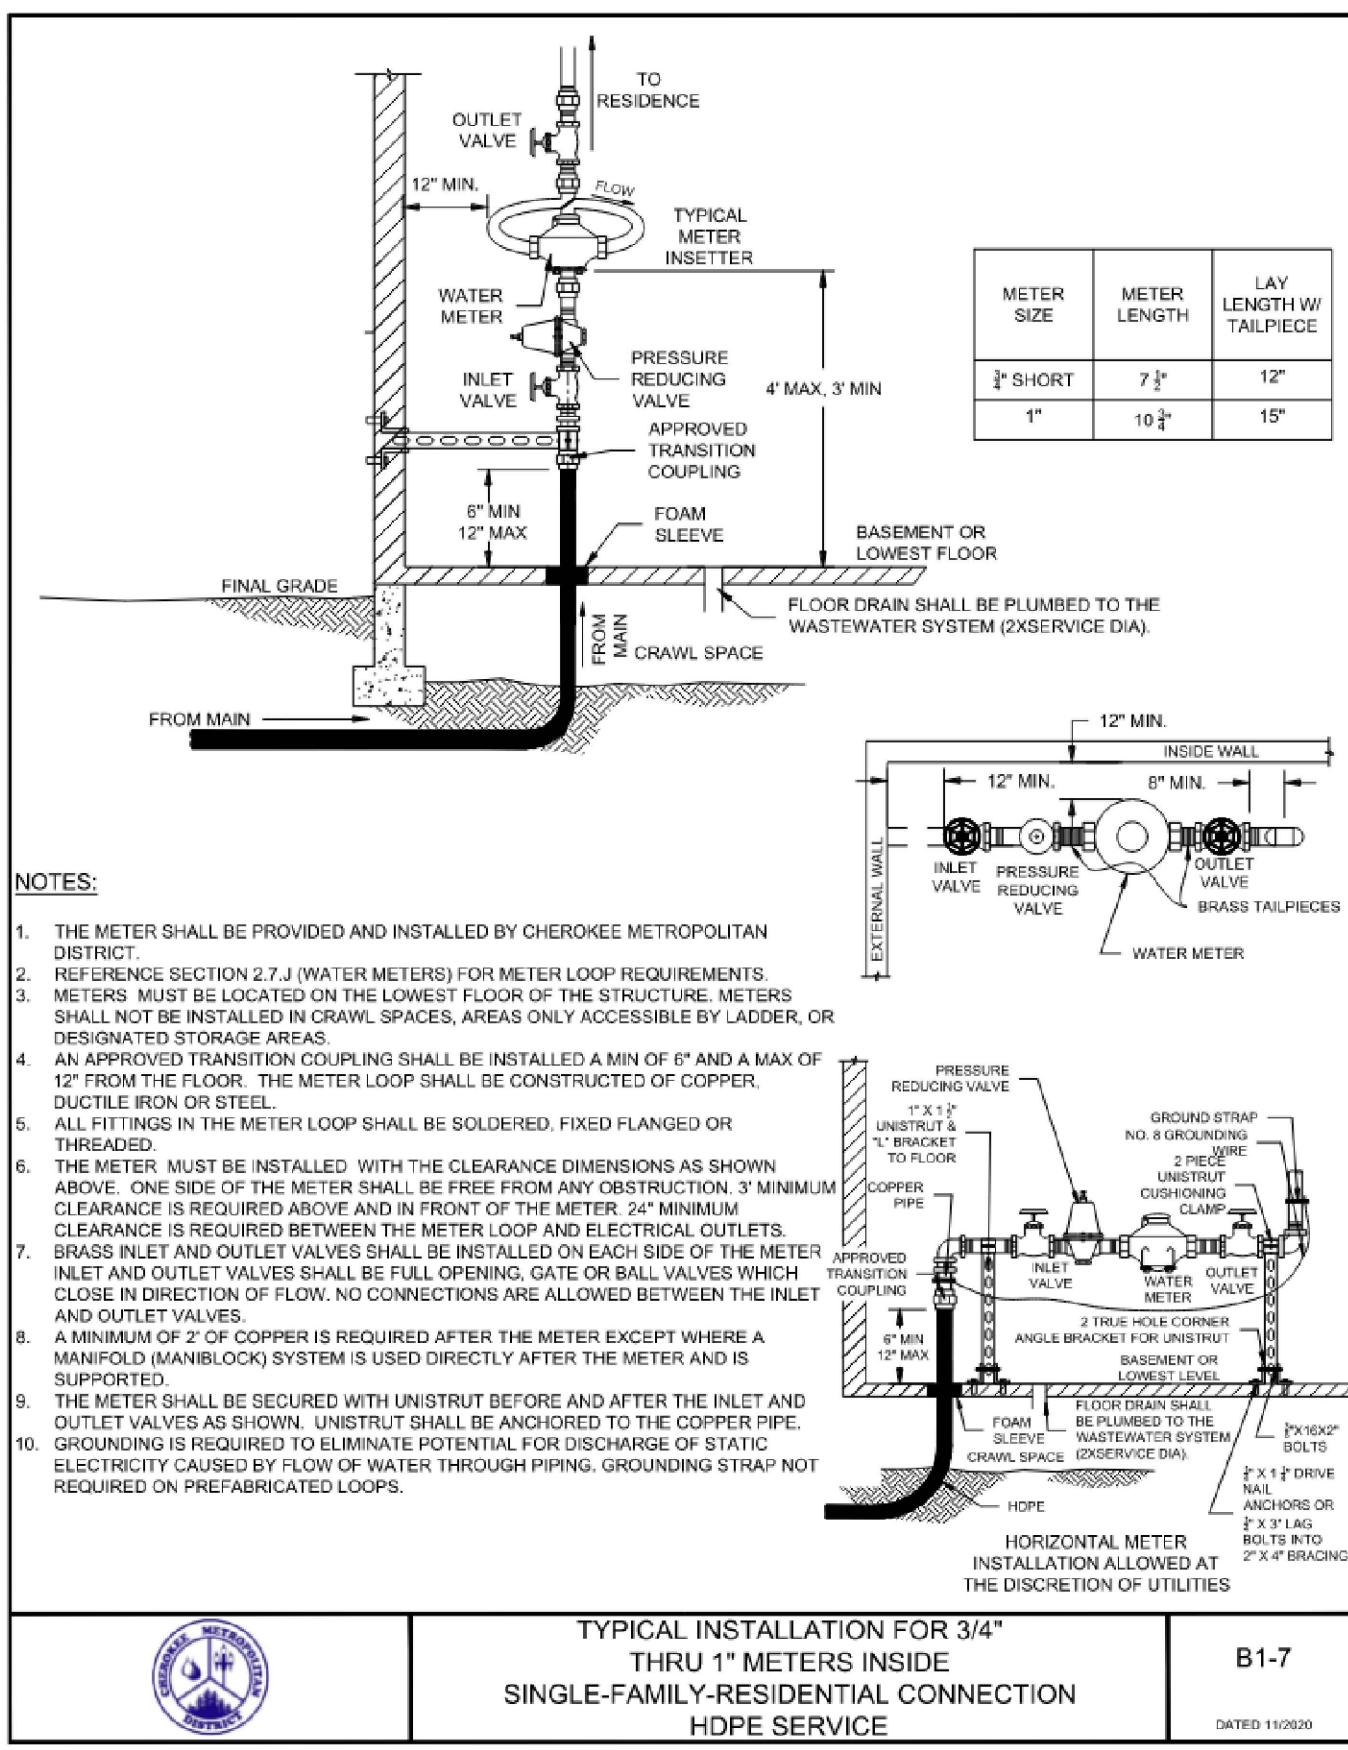 TO
RESIDENCE
OUTLET
VALVE
12" MIN.
FLOW
TYPICAL
METER
INSETTER
WATER
METER
PRESSURE
REDUCING
VALVE
INLET
VALVE
4' MAX, 3' MIN
APPROVED
TRANSITION
COUPLING
6" MIN
12" MAX
FOAM
SLEEVE
BASEMENT OR
LOWEST FLOOR
FINAL GRADE
FLOOR DRAIN SHALL BE PLUMBED TO THE
WASTEWATER SYSTEM (2XSERVICE DIA).
FROM
MAIN
CRAWL SPACE
FROM MAIN
METER
SIZE
METER
LENGTH
LAY
LENGTH W/
TAILPIECE
3/4" SHORT
7 1/2"
12"
1"
10 3/4"
15"
12" MIN.
INSIDE WALL
12" MIN.
8" MIN.
EXTERNAL WALL
INLET
VALVE
PRESSURE
REDUCING
VALVE
OUTLET
VALVE
BRASS TAILPIECES
WATER METER
NOTES:
1. THE METER SHALL BE PROVIDED AND INSTALLED BY CHEROKEE METROPOLITAN
DISTRICT.
2. REFERENCE SECTION 2.7.J (WATER METERS) FOR METER LOOP REQUIREMENTS.
3. METERS MUST BE LOCATED ON THE LOWEST FLOOR OF THE STRUCTURE. METERS
SHALL NOT BE INSTALLED IN CRAWL SPACES, AREAS ONLY ACCESSIBLE BY LADDER, OR
DESIGNATED STORAGE AREAS.
4. AN APPROVED TRANSITION COUPLING SHALL BE INSTALLED A MIN OF 6" AND A MAX OF
12" FROM THE FLOOR. THE METER LOOP SHALL BE CONSTRUCTED OF COPPER,
DUCTILE IRON OR STEEL.
5. ALL FITTINGS IN THE METER LOOP SHALL BE SOLDERED, FIXED FLANGED OR
THREADED.
6. THE METER MUST BE INSTALLED WITH THE CLEARANCE DIMENSIONS AS SHOWN
ABOVE. ONE SIDE OF THE METER SHALL BE FREE FROM ANY OBSTRUCTION. 3' MINIMUM
CLEARANCE IS REQUIRED ABOVE AND IN FRONT OF THE METER. 24" MINIMUM
CLEARANCE IS REQUIRED BETWEEN THE METER LOOP AND ELECTRICAL OUTLETS.
7. BRASS INLET AND OUTLET VALVES SHALL BE INSTALLED ON EACH SIDE OF THE METER
INLET AND OUTLET VALVES SHALL BE FULL OPENING, GATE OR BALL VALVES WHICH
CLOSE IN DIRECTION OF FLOW. NO CONNECTIONS ARE ALLOWED BETWEEN THE INLET
AND OUTLET VALVES.
8. A MINIMUM OF 2' OF COPPER IS REQUIRED AFTER THE METER EXCEPT WHERE A
MANIFOLD (MANIBLOCK) SYSTEM IS USED DIRECTLY AFTER THE METER AND IS
SUPPORTED.
9. THE METER SHALL BE SECURED WITH UNISTRUT BEFORE AND AFTER THE INLET AND
OUTLET VALVES AS SHOWN. UNISTRUT SHALL BE ANCHORED TO THE COPPER PIPE.
10. GROUNDING IS REQUIRED TO ELIMINATE POTENTIAL FOR DISCHARGE OF STATIC
ELECTRICITY CAUSED BY FLOW OF WATER THROUGH PIPING. GROUNDING STRAP NOT
REQUIRED ON PREFABRICATED LOOPS.
PRESSURE
REDUCING VALVE
1" X 1 1/2"
UNISTRUT &
"L" BRACKET
TO FLOOR
COPPER
PIPE
GROUND STRAP
NO. 8 GROUNDING
WIRE
2 PIECE
UNISTRUT
CUSHIONING
CLAMP
APPROVED
TRANSITION
COUPLING
INLET
VALVE
WATER
METER
OUTLET
VALVE
6" MIN
12" MAX
2 TRUE HOLE CORNER
ANGLE BRACKET FOR UNISTRUT
BASEMENT OR
LOWEST LEVEL
FOAM
SLEEVE
CRAWL SPACE
FLOOR DRAIN SHALL
BE PLUMBED TO THE
WASTEWATER SYSTEM
(2XSERVICE DIA).
BOLTS
HDPE
DRIVE
NAIL
ANCHORS OR
X 3" LAG
BOLTS INTO
2" X 4" BRACING
HORIZONTAL METER
INSTALLATION ALLOWED AT
THE DISCRETION OF UTILITIES
CHEROKEE METROPOLITAN
DISTRICT
TYPICAL INSTALLATION FOR 3/4"
THRU 1" METERS INSIDE
SINGLE-FAMILY-RESIDENTIAL CONNECTION
HDPE SERVICE
B1-7
DATED 11/2020